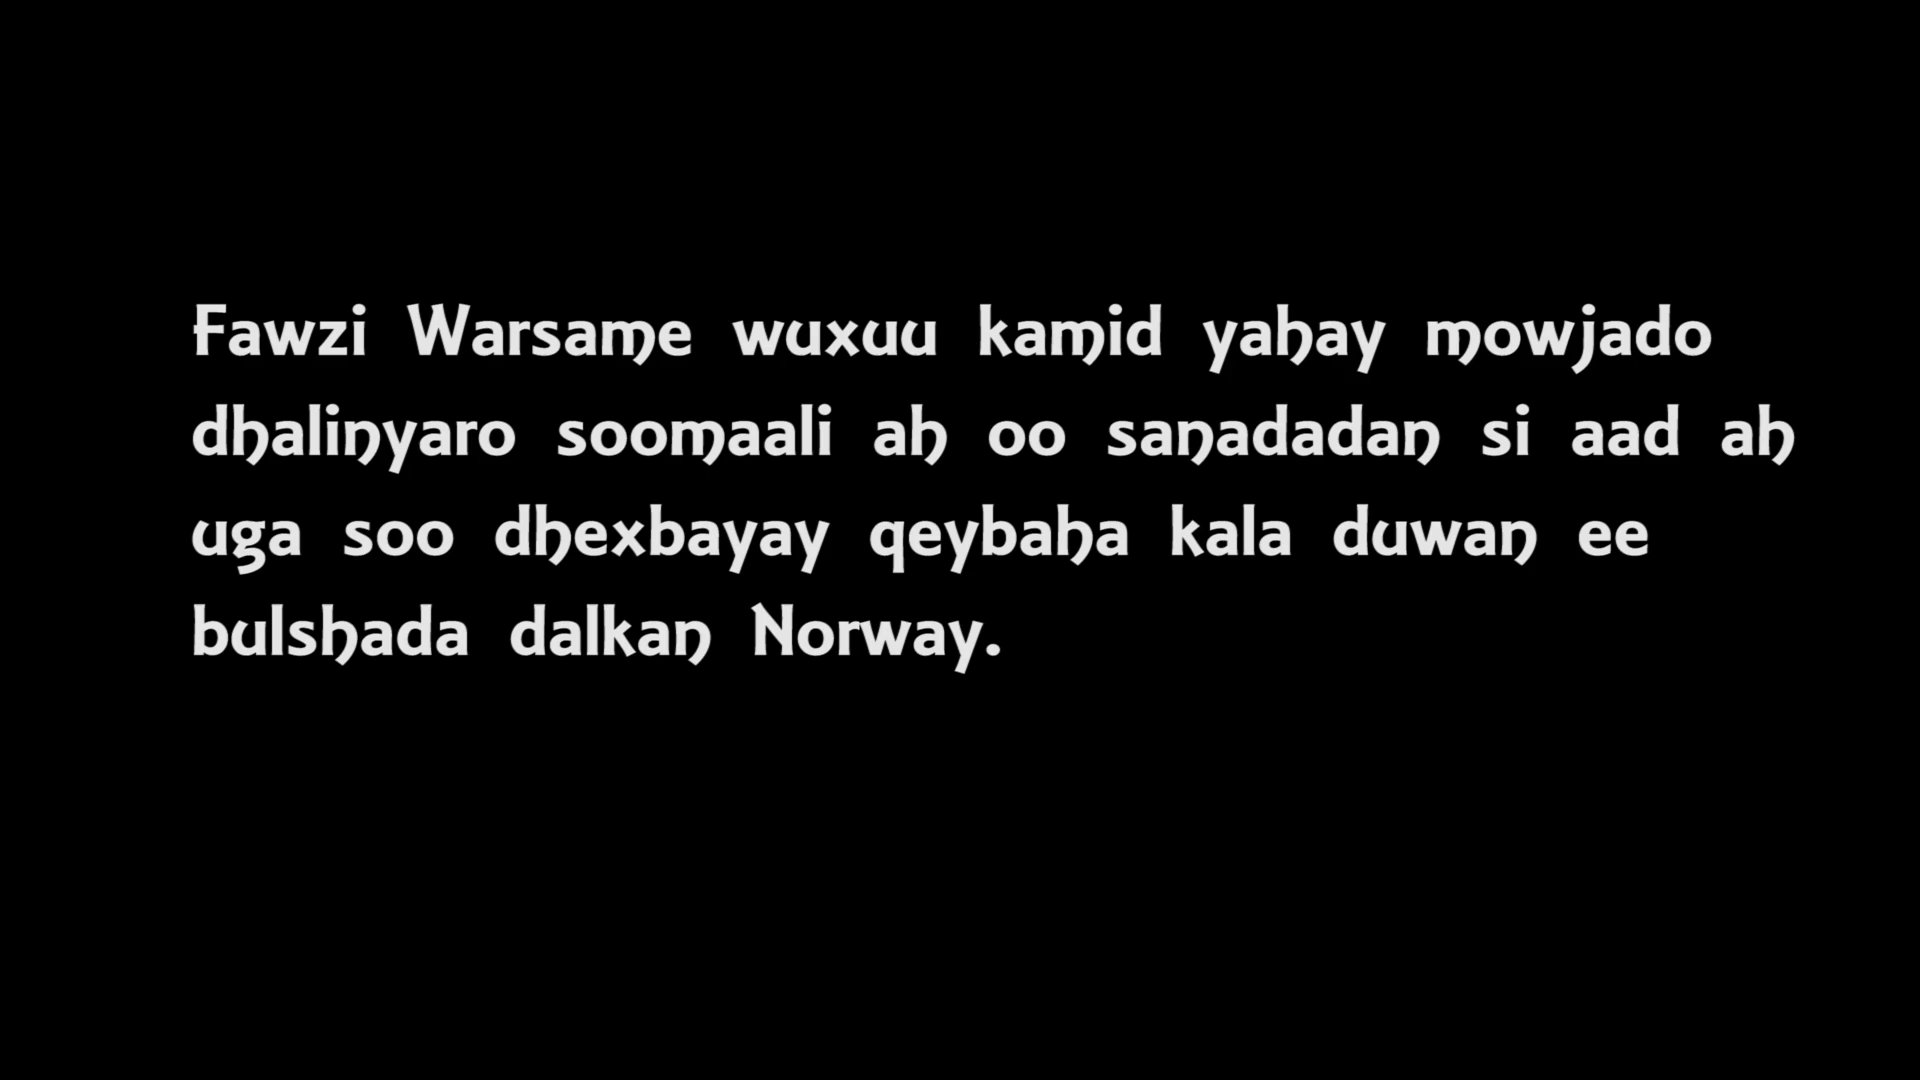 Fawzi Warsame wuxuu kamid yahay mowjado
dhalinyaro soomaali ah oo sanadadan si aad ah
uga soo dhexbayay qeybaha kala duwan ee
bulshada dalkan Norway.